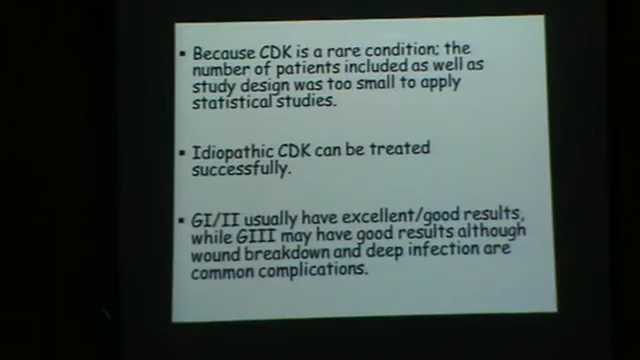 ▪ Because CDK is a rare condition; the
number of patients included as well as
study design was too small to apply
statistical studies.
▪ Idiopathic CDK can be treated
successfully.
▪ GI/II usually have excellent/good results,
while GIII may have good results although
wound breakdown and deep infection are
common complications.